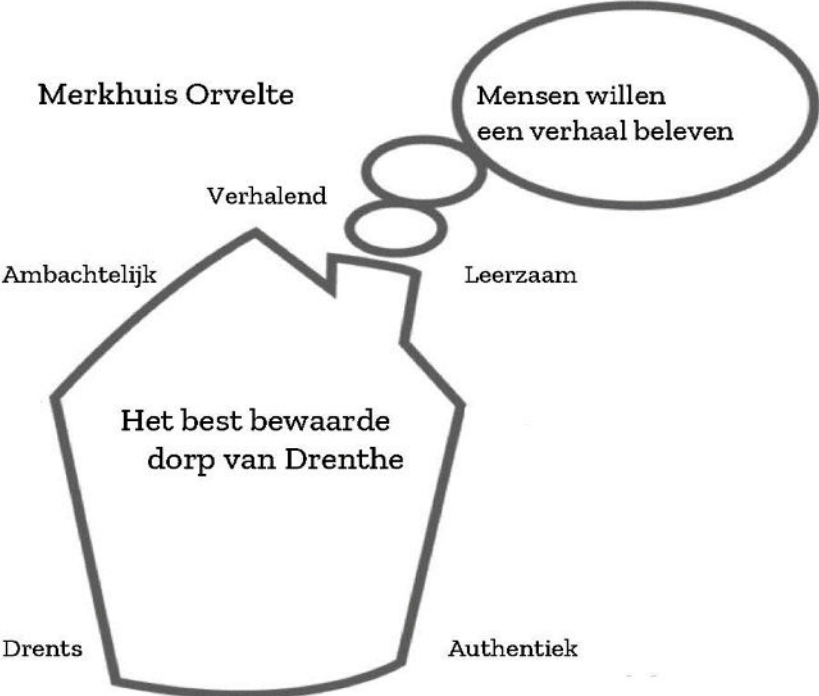 Merkhuis Orvelte
Mensen willen
een verhaal beleven
Verhalend
Ambachtelijk
Leerzaam
Het best bewaarde
dorp van Drenthe
Drents
Authentiek